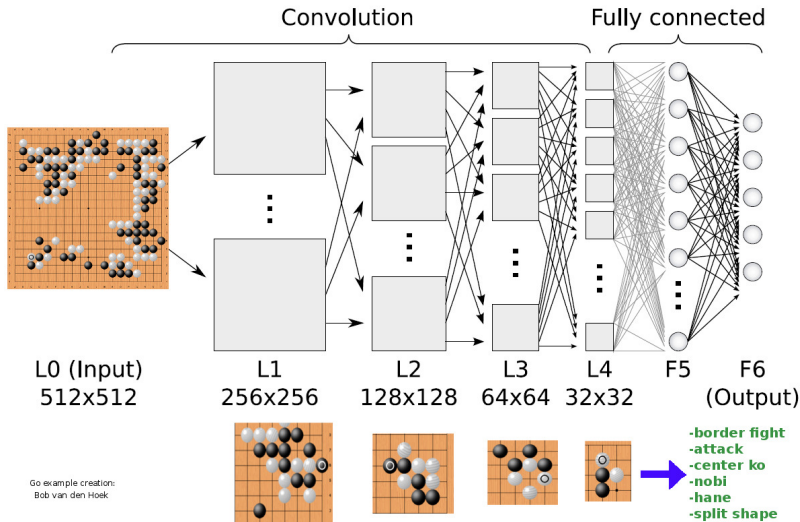 Convolution
Fully connected
L0 (Input)
512x512
L1
256x256
L2
128x128
L3
64x64
L4
32x32
F5
F6
(Output)
-border fight
-attack
-center ko
-nobi
-hane
-split shape
Go example creation:
Bob van den Hoek